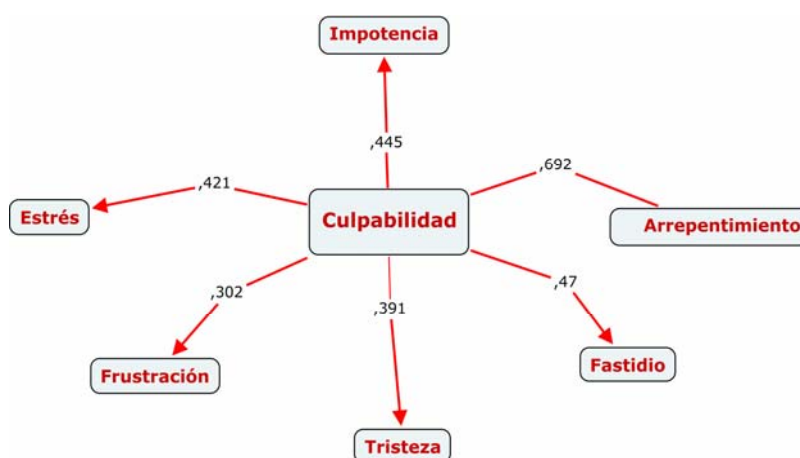 Impotencia
,445
,692
,421
Estrés
Culpabilidad
Arrepentimiento
,302
,391
,47
Frustración
Fastidio
Tristeza